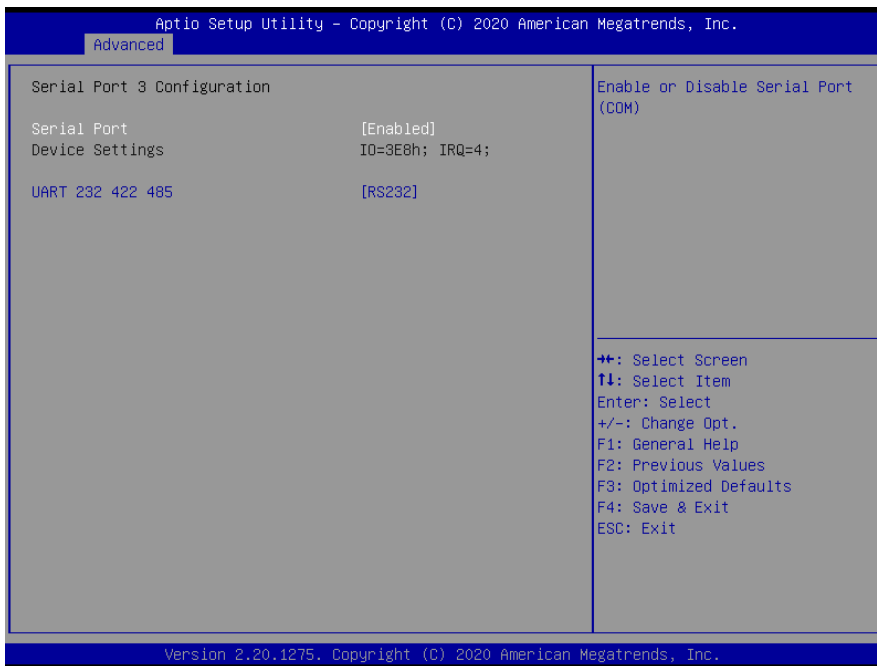 Aptio Setup Utility – Copyright (C) 2020 American Megatrends, Inc.
Advanced
Serial Port 3 Configuration
Serial Port [Enabled]
Device Settings IO=3E8h; IRQ=4;
UART 232 422 485 [RS232]
Enable or Disable Serial Port
(COM)
→←: Select Screen
↑↓: Select Item
Enter: Select
+/-: Change Opt.
F1: General Help
F2: Previous Values
F3: Optimized Defaults
F4: Save & Exit
ESC: Exit
Version 2.20.1275. Copyright (C) 2020 American Megatrends, Inc.